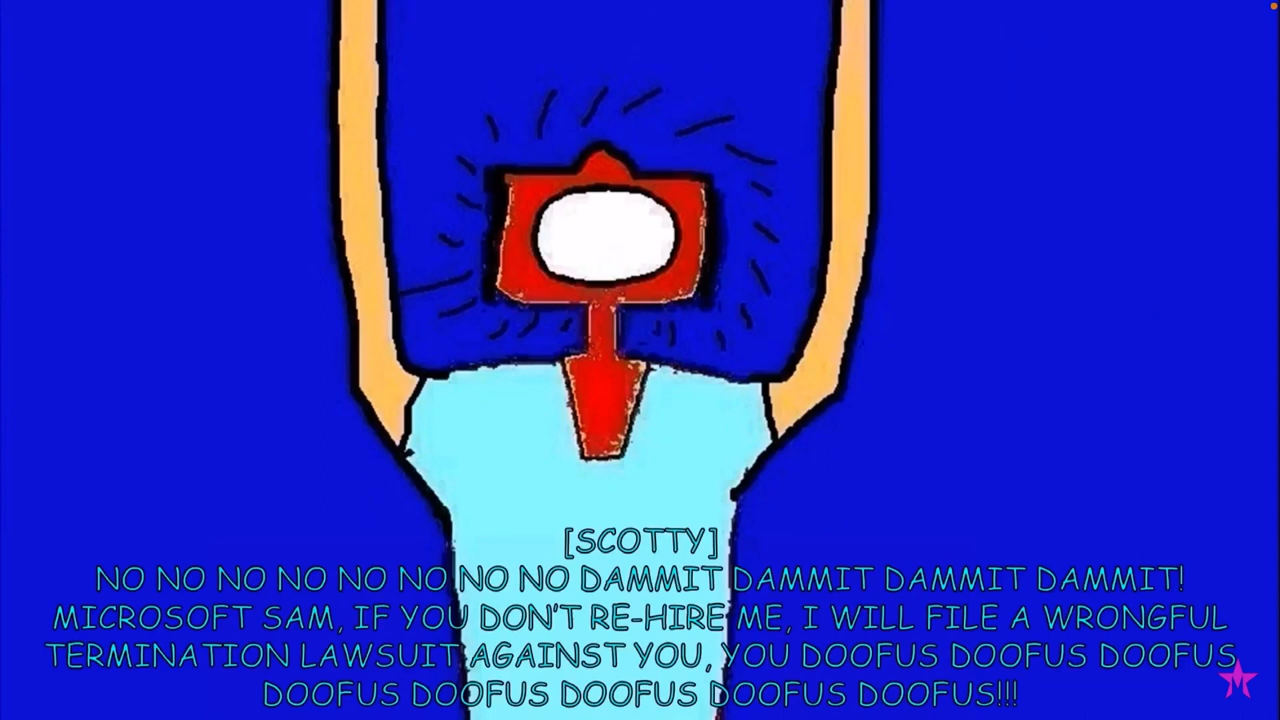 [SCOTTY]
NO NO NO NO NO NO NO NO DAMMIT DAMMIT DAMMIT DAMMIT!
MICROSOFT SAM, IF YOU DON'T RE-HIRE ME, I WILL FILE A WRONGFUL
TERMINATION LAWSUIT AGAINST YOU, YOU DOOFUS DOOFUS DOOFUS
DOOFUS DOOFUS DOOFUS DOOFUS DOOFUS!!!